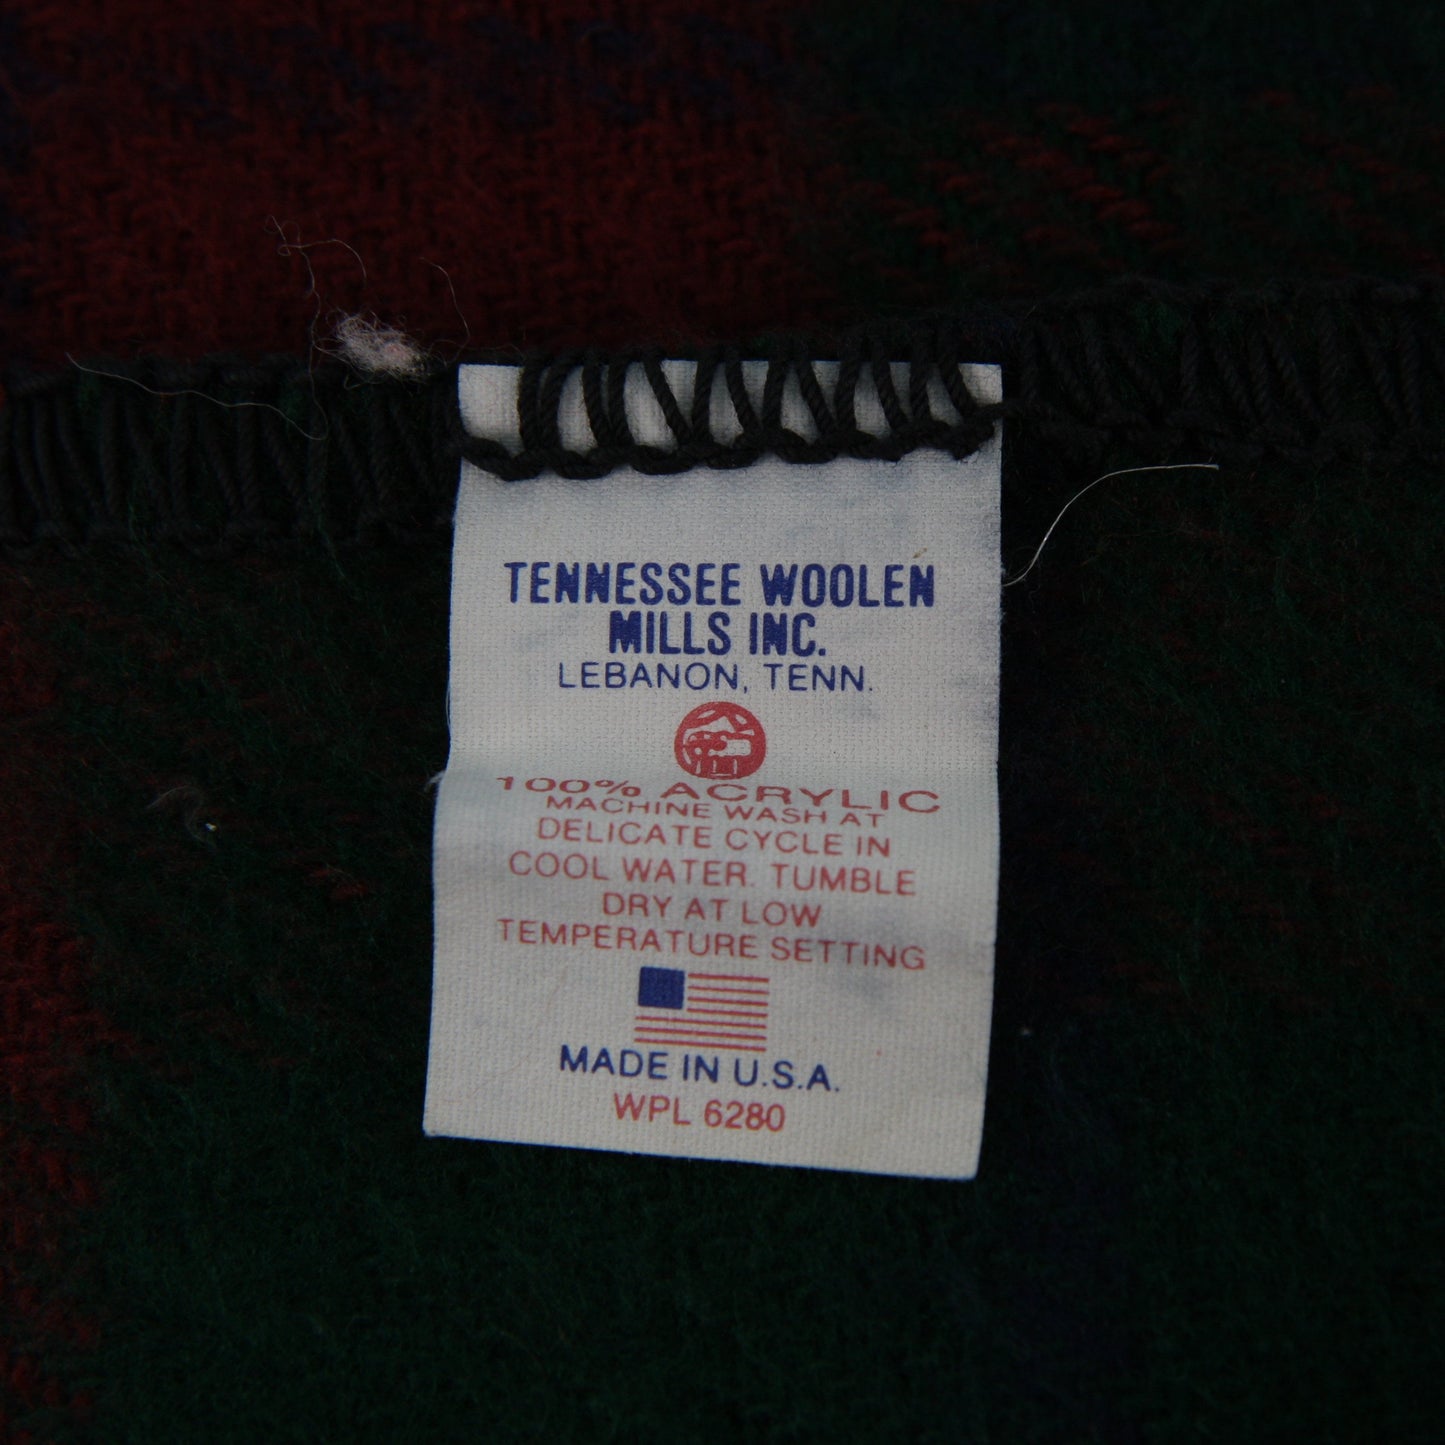 TENNESSEE WOOLEN
MILLS INC.
LEBANON, TENN.
100% ACRYLIC
MACHINE WASH AT
DELICATE CYCLE IN
COOL WATER. TUMBLE
DRY AT LOW
TEMPERATURE SETTING
MADE IN U.S.A.
WPL 6280